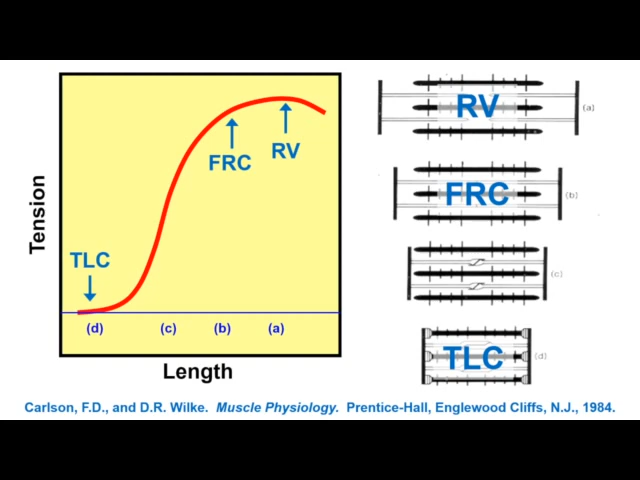 Tension
TLC
FRC
RV
(d) (c) (b) (a)
Length
RV
(a)
FRC
(b)
(c)
TLC
(d)
Carlson, F.D., and D.R. Wilke. Muscle Physiology. Prentice-Hall, Englewood Cliffs, N.J., 1984.